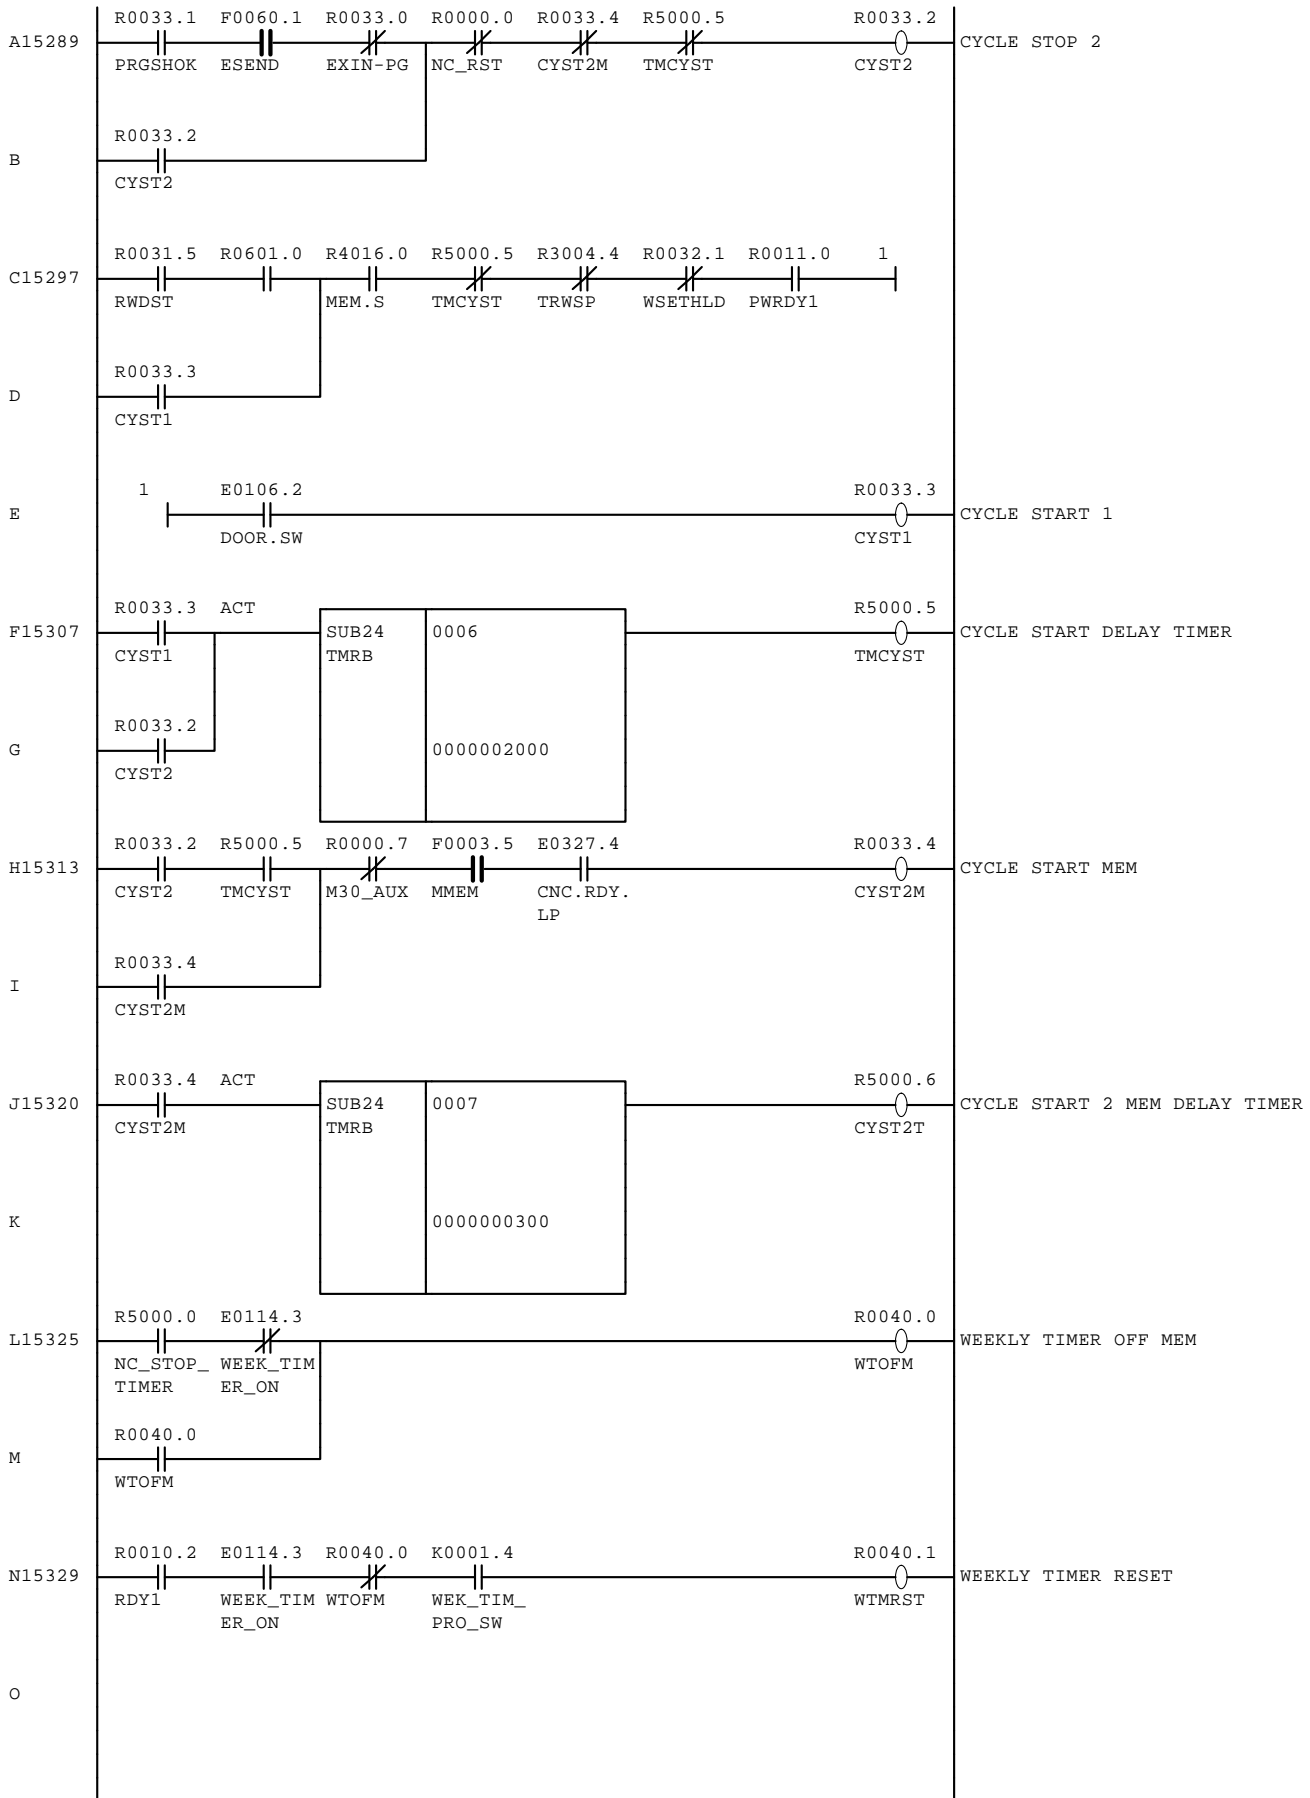 R0033.1 F0060.1 R0033.0 R0000.0 R0033.4 R5000.5 R0033.2
A15289 CYCLE STOP 2
PRGSHOK ESEND EXIN-PG NC_RST CYST2M TMCYST CYST2
R0033.2
B
CYST2
R0031.5 R0601.0 R4016.0 R5000.5 R3004.4 R0032.1 R0011.0 1
C15297
RWDST MEM.S TMCYST TRWSP WSETHLD PWRDY1
R0033.3
D
CYST1
1 E0106.2 R0033.3
E CYCLE START 1
DOOR.SW CYST1
R0033.3 ACT R5000.5
F15307 SUB24 0006 CYCLE START DELAY TIMER
CYST1 TMRB TMCYST
R0033.2
G 0000002000
CYST2
R0033.2 R5000.5 R0000.7 F0003.5 E0327.4 R0033.4
H15313 CYCLE START MEM
CYST2 TMCYST M30_AUX MMEM CNC.RDY. CYST2M
LP
R0033.4
I
CYST2M
R0033.4 ACT R5000.6
J15320 SUB24 0007 CYCLE START 2 MEM DELAY TIMER
CYST2M TMRB CYST2T
K 0000000300
R5000.0 E0114.3 R0040.0
L15325 WEEKLY TIMER OFF MEM
NC_STOP_ WEEK_TIM WTOFM
TIMER ER_ON
R0040.0
M
WTOFM
R0010.2 E0114.3 R0040.0 K0001.4 R0040.1
N15329 WEEKLY TIMER RESET
RDY1 WEEK_TIM WTOFM WEK_TIM_ WTMRST
ER_ON PRO_SW
O